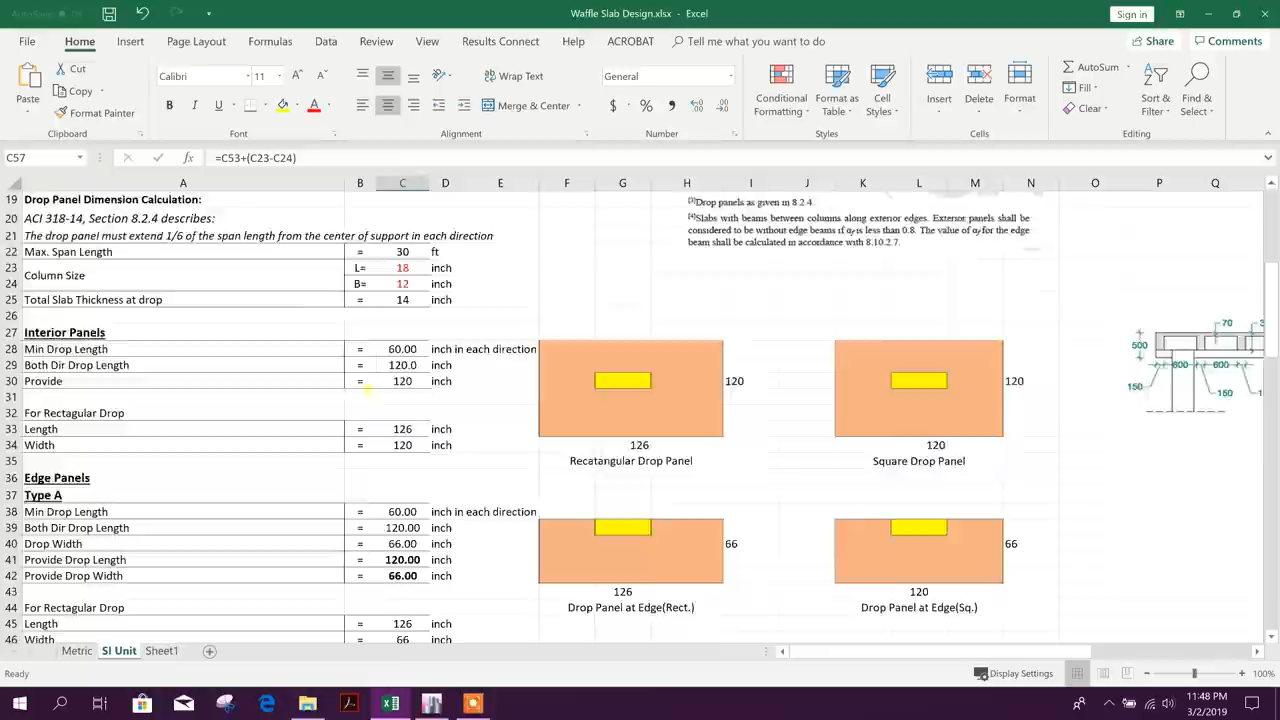 AutoSave
Waffle Slab Design.xlsx - Excel
Sign in
File Home Insert Page Layout Formulas Data Review View Results Connect Help ACROBAT Tell me what you want to do Share Comments
Paste
Cut
Copy
Format Painter
Clipboard
Calibri 11
B I U
Font
Wrap Text
Merge & Center
Alignment
General
$ % ,
Number
Conditional Formatting
Format as Table
Cell Styles
Styles
Insert
Delete
Format
Cells
AutoSum
Fill
Clear
Sort & Filter
Find & Select
Editing
C57 fx =C53+(C23-C24)
A B C D E F G H I J K L M N O P Q
19 Drop Panel Dimension Calculation:
20 ACI 318-14, Section 8.2.4 describes:
21 The drop panel must extend 1/6 of the span length from the center of support in each direction
22 Max. Span Length = 30 ft
23 Column Size L= 18 inch
24 B= 12 inch
25 Total Slab Thickness at drop = 14 inch
26
27 Interior Panels
28 Min Drop Length = 60.00 inch in each direction
29 Both Dir Drop Length = 120.0 inch
30 Provide = 120 inch
31
32 For Rectagular Drop
33 Length = 126 inch
34 Width = 120 inch
35
36 Edge Panels
37 Type A
38 Min Drop Length = 60.00 inch in each direction
39 Both Dir Drop Length = 120.00 inch
40 Drop Width = 66.00 inch
41 Provide Drop Length = 120.00 inch
42 Provide Drop Width = 66.00 inch
43
44 For Rectagular Drop
45 Length = 126 inch
46 Width = 66 inch
[3]Drop panels as given in 8.2.4.
[4]Slabs with beams between columns along exterior edges. Exterior panels shall be
considered to be without edge beams if αf is less than 0.8. The value of αf for the edge
beam shall be calculated in accordance with 8.10.2.7.
120
126
Recatangular Drop Panel
120
120
Square Drop Panel
66
126
Drop Panel at Edge(Rect.)
66
120
Drop Panel at Edge(Sq.)
70
500
600 600
150
150
Metric SI Unit Sheet1
Ready
Display Settings
100%
11:48 PM
3/2/2019